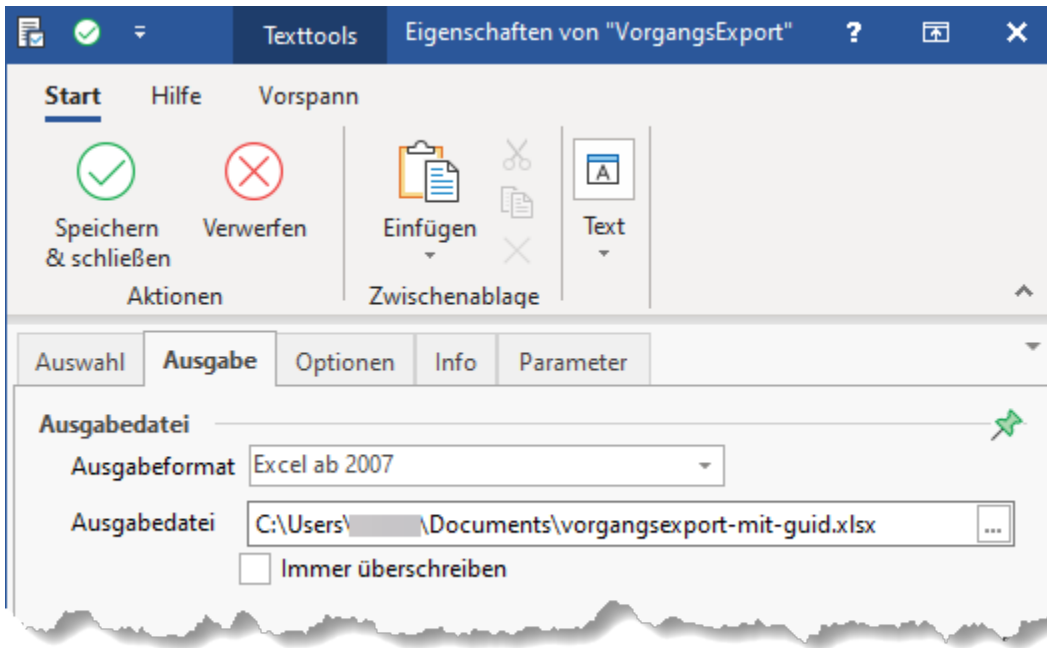 Texttools Eigenschaften von "VorgangsExport" ?
Start Hilfe Vorspann
Speichern & schließen
Verwerfen
Einfügen
A
Text
Aktionen Zwischenablage
Auswahl Ausgabe Optionen Info Parameter
Ausgabedatei
Ausgabeformat Excel ab 2007
Ausgabedatei C:\Users\ \Documents\vorgangsexport-mit-guid.xlsx ...
Immer überschreiben